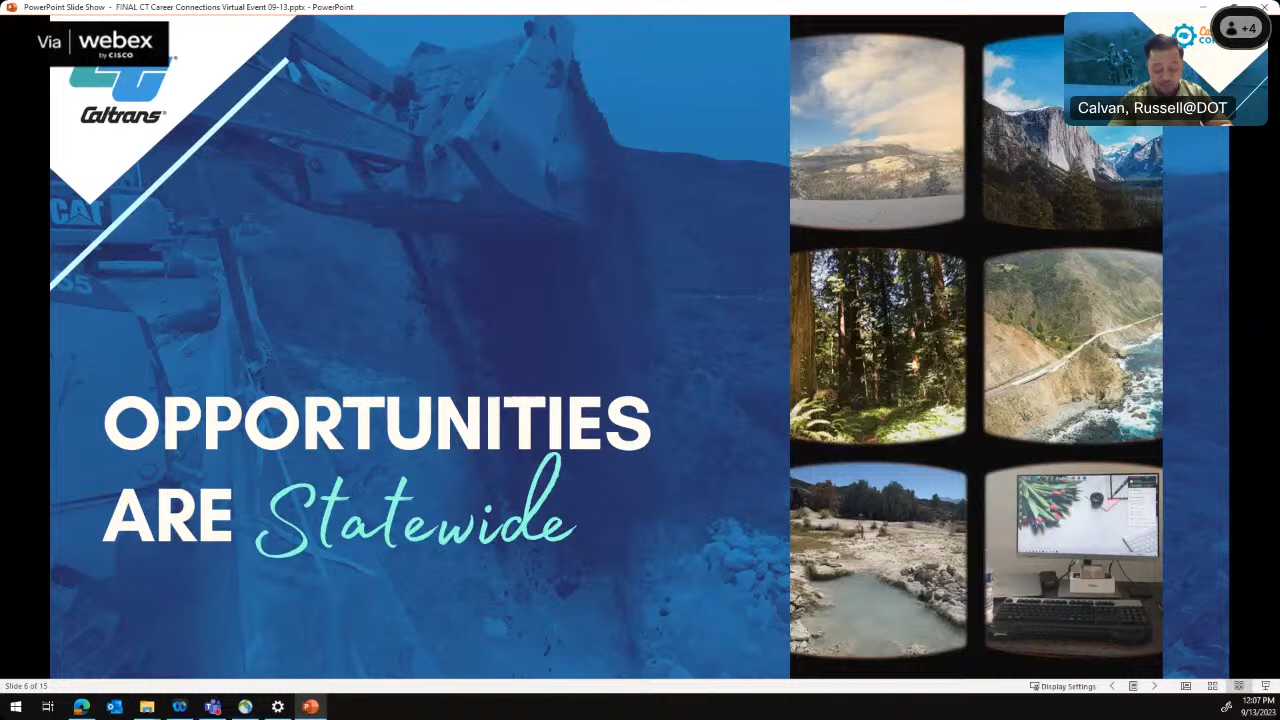 PowerPoint Slide Show - FINAL CT Career Connections Virtual Event 09-13.pptx - PowerPoint
Via webex
by CISCO
+4
Caltrans
Calvan, Russell@DOT
CAT
OPPORTUNITIES
ARE Statewide
Slide 6 of 15
Display Settings
12:07 PM
9/13/2023